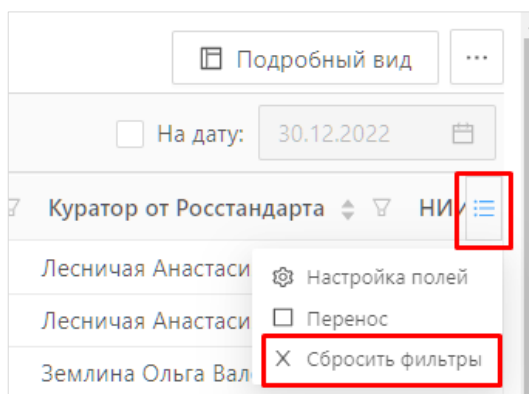 Подробный вид ...
На дату: 30.12.2022
Куратор от Росстандарта НИ
Лесничая Анастаси
Настройка полей
Лесничая Анастаси
Перенос
Сбросить фильтры
Землина Ольга Вал